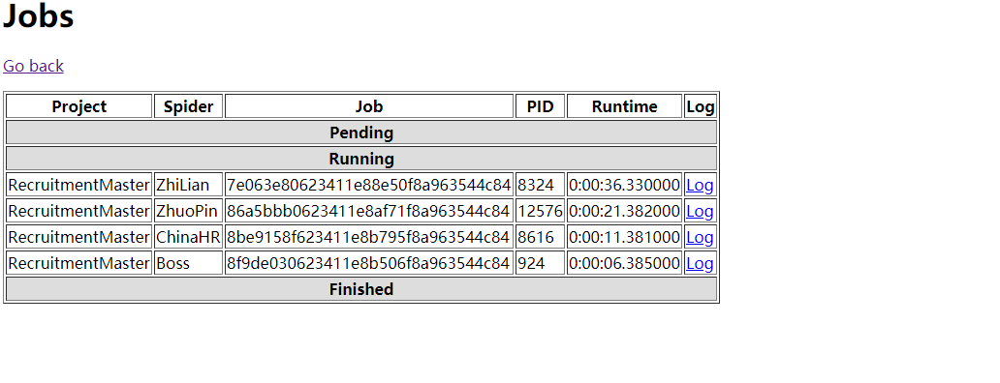 Jobs
Go back
Project Spider Job PID Runtime Log
Pending
Running
RecruitmentMaster ZhiLian 7e063e80623411e88e50f8a963544c84 8324 0:00:36.330000 Log
RecruitmentMaster ZhuoPin 86a5bbb0623411e8af71f8a963544c84 12576 0:00:21.382000 Log
RecruitmentMaster ChinaHR 8be9158f623411e8b795f8a963544c84 8616 0:00:11.381000 Log
RecruitmentMaster Boss 8f9de030623411e8b506f8a963544c84 924 0:00:06.385000 Log
Finished